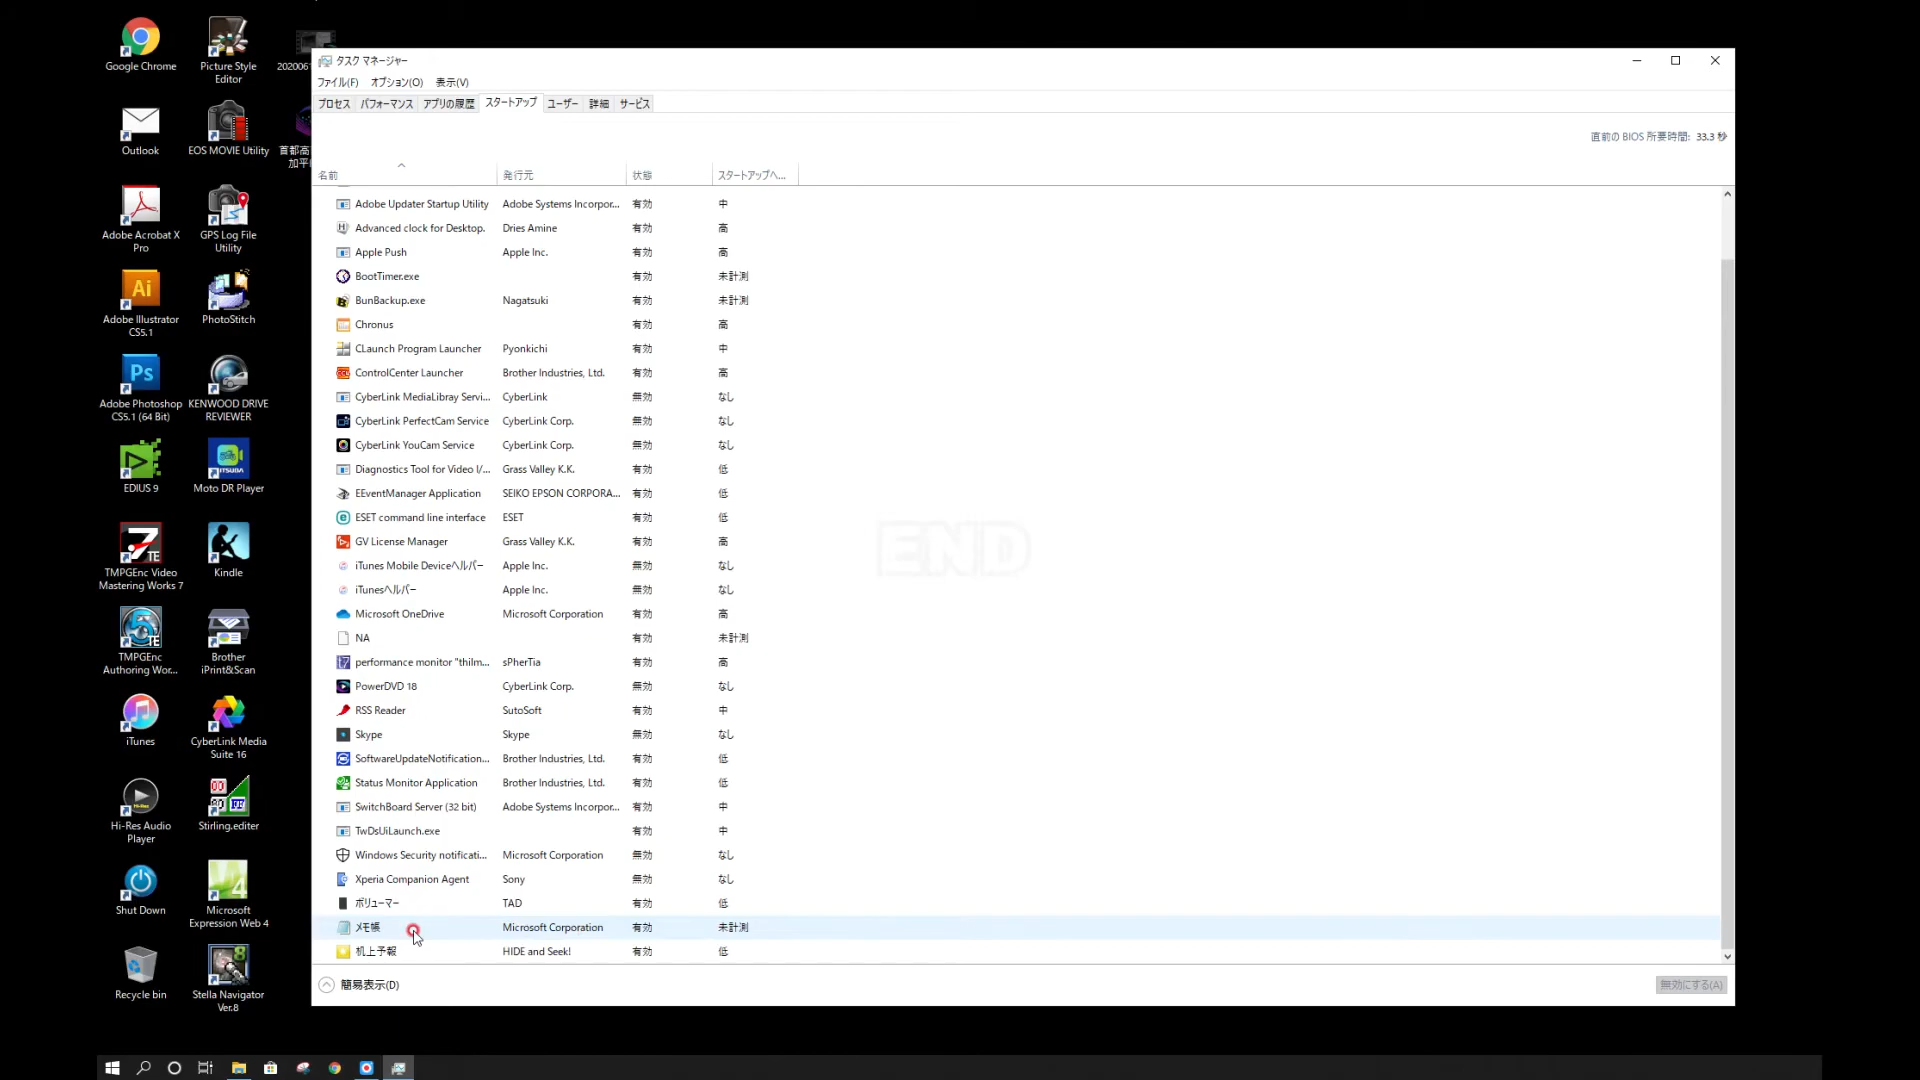 Google Chrome
Picture Style
Editor
Outlook
EOS MOVIE Utility
首都高
加平
Adobe Acrobat X
Pro
GPS Log File
Utility
Ai
Adobe Illustrator
CS5.1
PhotoStitch
Ps
Adobe Photoshop
CS5.1 (64 Bit)
KENWOOD DRIVE
REVIEWER
EDIUS 9
ITSUBA
Moto DR Player
TMPGEnc Video
Mastering Works 7
Kindle
TMPGEnc
Authoring Wor...
Brother
iPrint&Scan
iTunes
CyberLink Media
Suite 16
Hi-Res Audio
Player
Stirling.editer
Shut Down
Microsoft
Expression Web 4
Recycle bin
Stella Navigator
Ver.8
タスク マネージャー
ファイル(F) オプション(O) 表示(V)
プロセス パフォーマンス アプリの履歴 スタートアップ ユーザー 詳細 サービス
直前の BIOS 所要時間: 33.3 秒
名前 発行元 状態 スタートアップへ...
Adobe Updater Startup Utility Adobe Systems Incorpor... 有効 中
Advanced clock for Desktop. Dries Amine 有効 高
Apple Push Apple Inc. 有効 高
BootTimer.exe 有効 未計測
BunBackup.exe Nagatsuki 有効 未計測
Chronus 有効 高
CLaunch Program Launcher Pyonkichi 有効 中
ControlCenter Launcher Brother Industries, Ltd. 有効 高
CyberLink MediaLibray Servi... CyberLink 無効 なし
CyberLink PerfectCam Service CyberLink Corp. 無効 なし
CyberLink YouCam Service CyberLink Corp. 無効 なし
Diagnostics Tool for Video I/... Grass Valley K.K. 有効 低
EEventManager Application SEIKO EPSON CORPORA... 有効 低
ESET command line interface ESET 有効 低
GV License Manager Grass Valley K.K. 有効 高
iTunes Mobile Deviceヘルパー Apple Inc. 無効 なし
iTunesヘルパー Apple Inc. 無効 なし
Microsoft OneDrive Microsoft Corporation 有効 高
NA 有効 未計測
performance monitor "thilm... sPherTia 有効 高
PowerDVD 18 CyberLink Corp. 無効 なし
RSS Reader SutoSoft 有効 中
Skype Skype 無効 なし
SoftwareUpdateNotification... Brother Industries, Ltd. 有効 低
Status Monitor Application Brother Industries, Ltd. 有効 低
SwitchBoard Server (32 bit) Adobe Systems Incorpor... 有効 中
TwDsUiLaunch.exe 有効 中
Windows Security notificati... Microsoft Corporation 無効 なし
Xperia Companion Agent Sony 無効 なし
ボリューマー TAD 有効 低
メモ帳 Microsoft Corporation 有効 未計測
机上予報 HIDE and Seek! 有効 低
END
簡易表示(D)
無効にする(A)